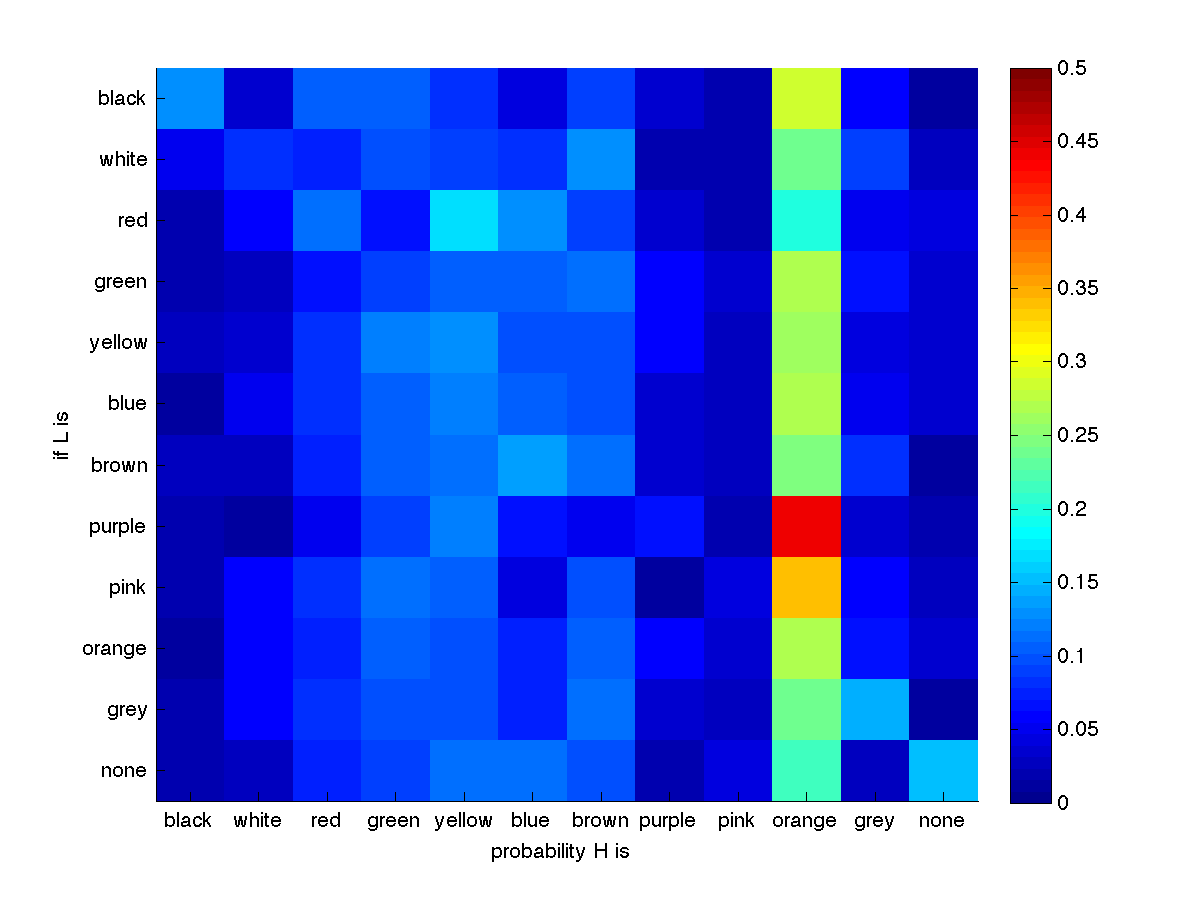 0.5
black
0.45
white
0.4
red
0.35
green
0.3
yellow
0.25
blue
if L is
0.2
brown
purple
0.15
pink
0.1
orange
0.05
grey
none
0
black white red green yellow blue brown purple pink orange grey none
probability H is